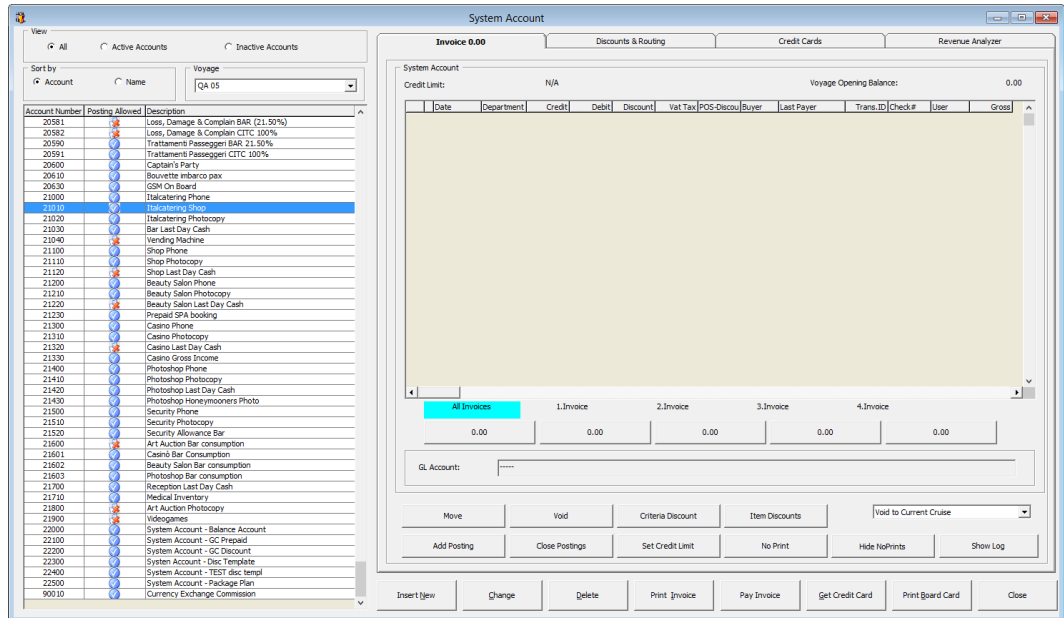 System Account
View
All Active Accounts Inactive Accounts
Sort by
Account Name
Voyage
QA 05
Account Number Posting Allowed Description
20581 Loss, Damage & Complain BAR (21.50%)
20582 Loss, Damage & Complain CITC 100%
20590 Trattamenti Passeggeri BAR 21.50%
20591 Trattamenti Passeggeri CITC 100%
20600 Captain's Party
20610 Bouvette imbarco pax
20630 GSM On Board
21000 Italcatering Phone
21010 Italcatering Shop
21020 Italcatering Photocopy
21030 Bar Last Day Cash
21040 Vending Machine
21100 Shop Phone
21110 Shop Photocopy
21120 Shop Last Day Cash
21200 Beauty Salon Phone
21210 Beauty Salon Photocopy
21220 Beauty Salon Last Day Cash
21230 Prepaid SPA booking
21300 Casino Phone
21310 Casino Photocopy
21320 Casino Last Day Cash
21330 Casino Gross Income
21400 Photoshop Phone
21410 Photoshop Photocopy
21420 Photoshop Last Day Cash
21430 Photoshop Honeymooners Photo
21500 Security Phone
21510 Security Photocopy
21520 Security Allowance Bar
21600 Art Auction Bar consumption
21601 Casinò Bar Consumption
21602 Beauty Salon Bar consumption
21603 Photoshop Bar consumption
21700 Reception Last Day Cash
21710 Medical Inventory
21800 Art Auction Photocopy
21900 Videogames
22000 System Account - Balance Account
22100 System Account - GC Prepaid
22200 System Account - GC Discount
22300 Systen Account - Disc Template
22400 System Account - TEST disc templ
22500 System Account - Package Plan
90010 Currency Exchange Commission
Invoice 0.00 Discounts & Routing Credit Cards Revenue Analyzer
System Account
Credit Limit: N/A Voyage Opening Balance: 0.00
Date Department Credit Debit Discount Vat Tax POS-Discou Buyer Last Payer Trans.ID Check# User Gross
All Invoices 1.Invoice 2.Invoice 3.Invoice 4.Invoice
0.00 0.00 0.00 0.00 0.00
GL Account: -----
Move Void Criteria Discount Item Discounts Void to Current Cruise
Add Posting Close Postings Set Credit Limit No Print Hide NoPrints Show Log
Insert New Change Delete Print Invoice Pay Invoice Get Credit Card Print Board Card Close